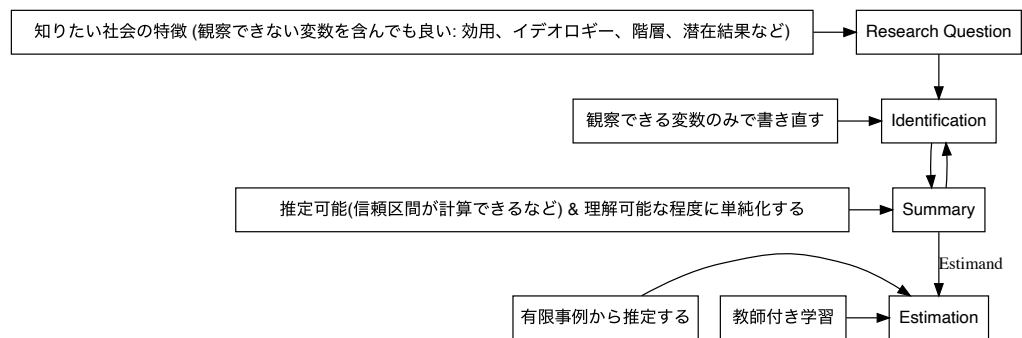 知りたい社会の特徴 (観察できない変数を含んでも良い: 効用、イデオロギー、階層、潜在結果など)
Research Question
観察できる変数のみで書き直す
Identification
推定可能(信頼区間が計算できるなど) & 理解可能な程度に単純化する
Summary
Estimand
有限事例から推定する
教師付き学習
Estimation